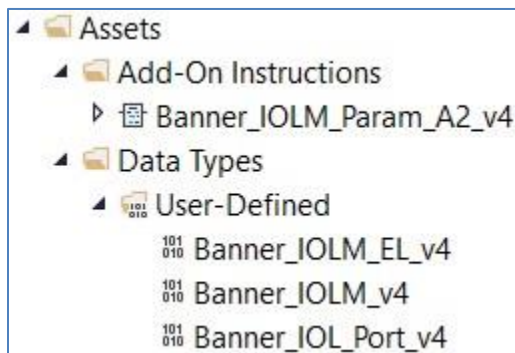 Assets
Add-On Instructions
Banner_IOLM_Param_A2_v4
Data Types
User-Defined
Banner_IOLM_EL_v4
Banner_IOLM_v4
Banner_IOL_Port_v4